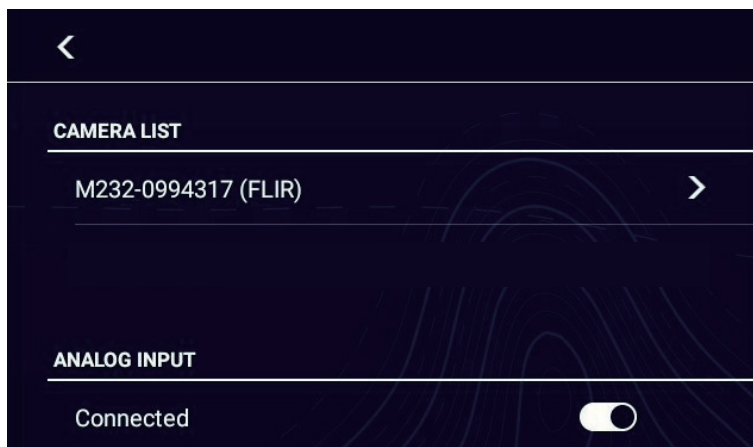 CAMERA LIST
M232-0994317 (FLIR)
ANALOG INPUT
Connected